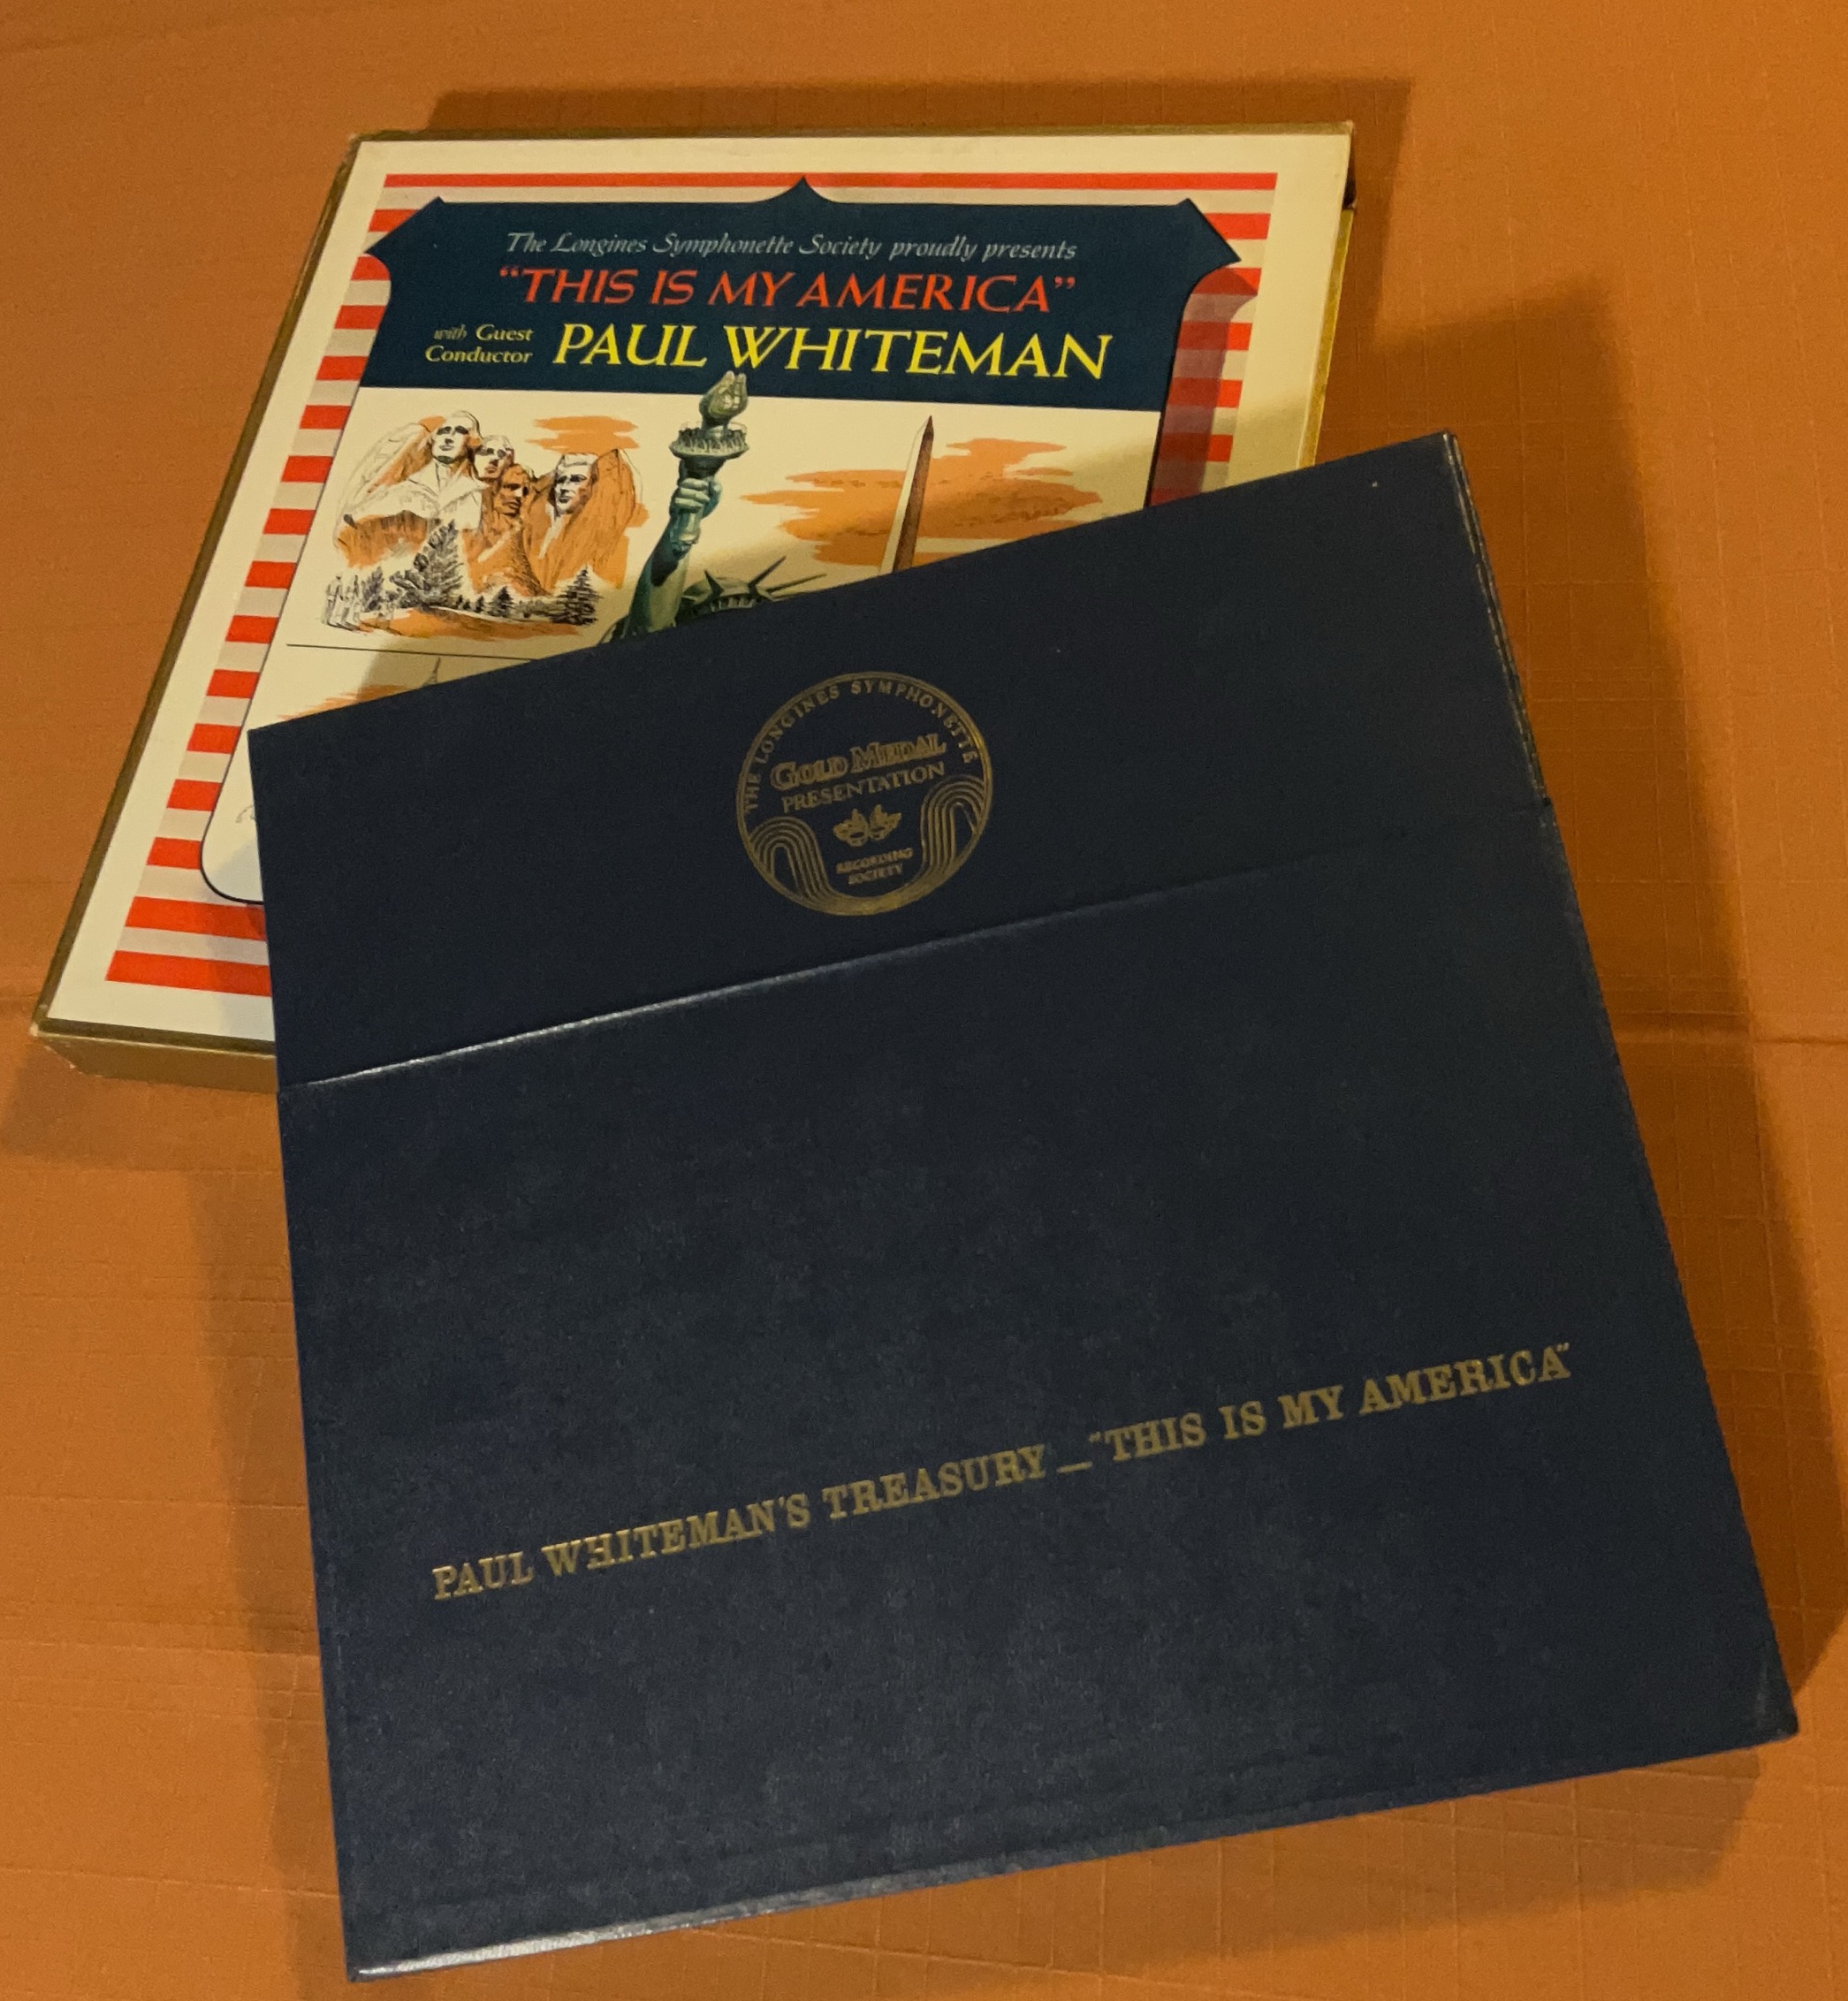 The Longines Symphonette Society proudly presents
“THIS IS MY AMERICA”
with Guest
Conductor PAUL WHITEMAN
THE LONGINES SYMPHONETTE
GOLD MEDAL
PRESENTATION
RECORDING
SOCIETY
PAUL WHITEMAN'S TREASURY — "THIS IS MY AMERICA"